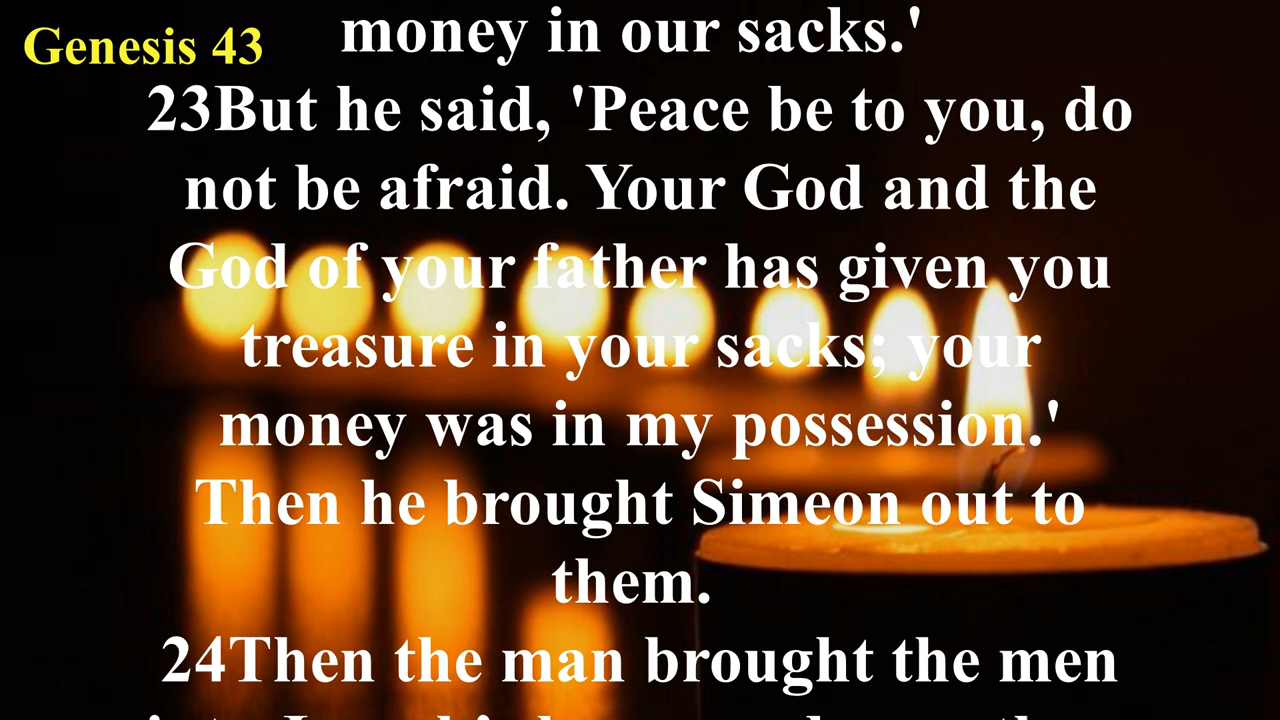 Genesis 43
money in our sacks.'
23But he said, 'Peace be to you, do
not be afraid. Your God and the
God of your father has given you
treasure in your sacks; your
money was in my possession.'
Then he brought Simeon out to
them.
24Then the man brought the men